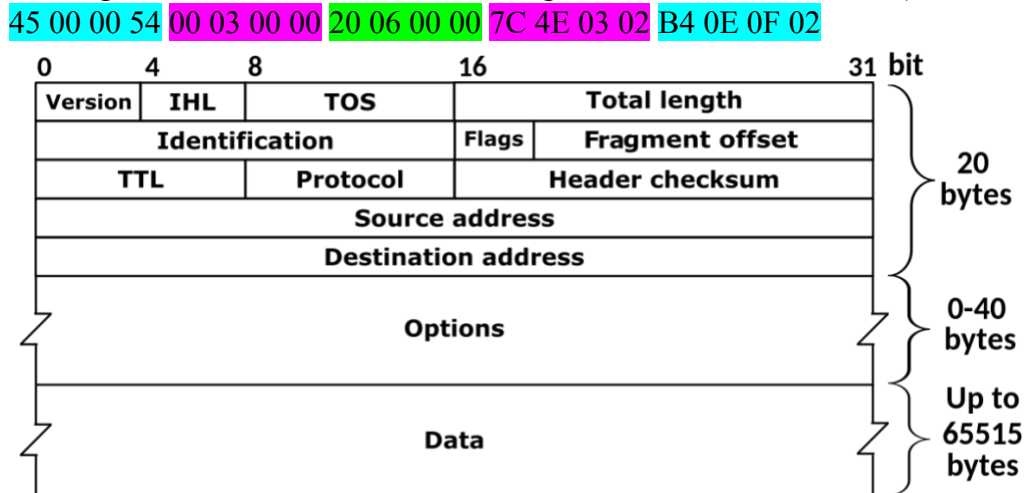 45 00 00 54 00 03 00 00 20 06 00 00 7C 4E 03 02 B4 0E 0F 02
0 4 8 16 31 bit
Version IHL TOS Total length
Identification Flags Fragment offset
TTL Protocol Header checksum
Source address
Destination address
20
bytes
Options
0-40
bytes
Data
Up to
65515
bytes